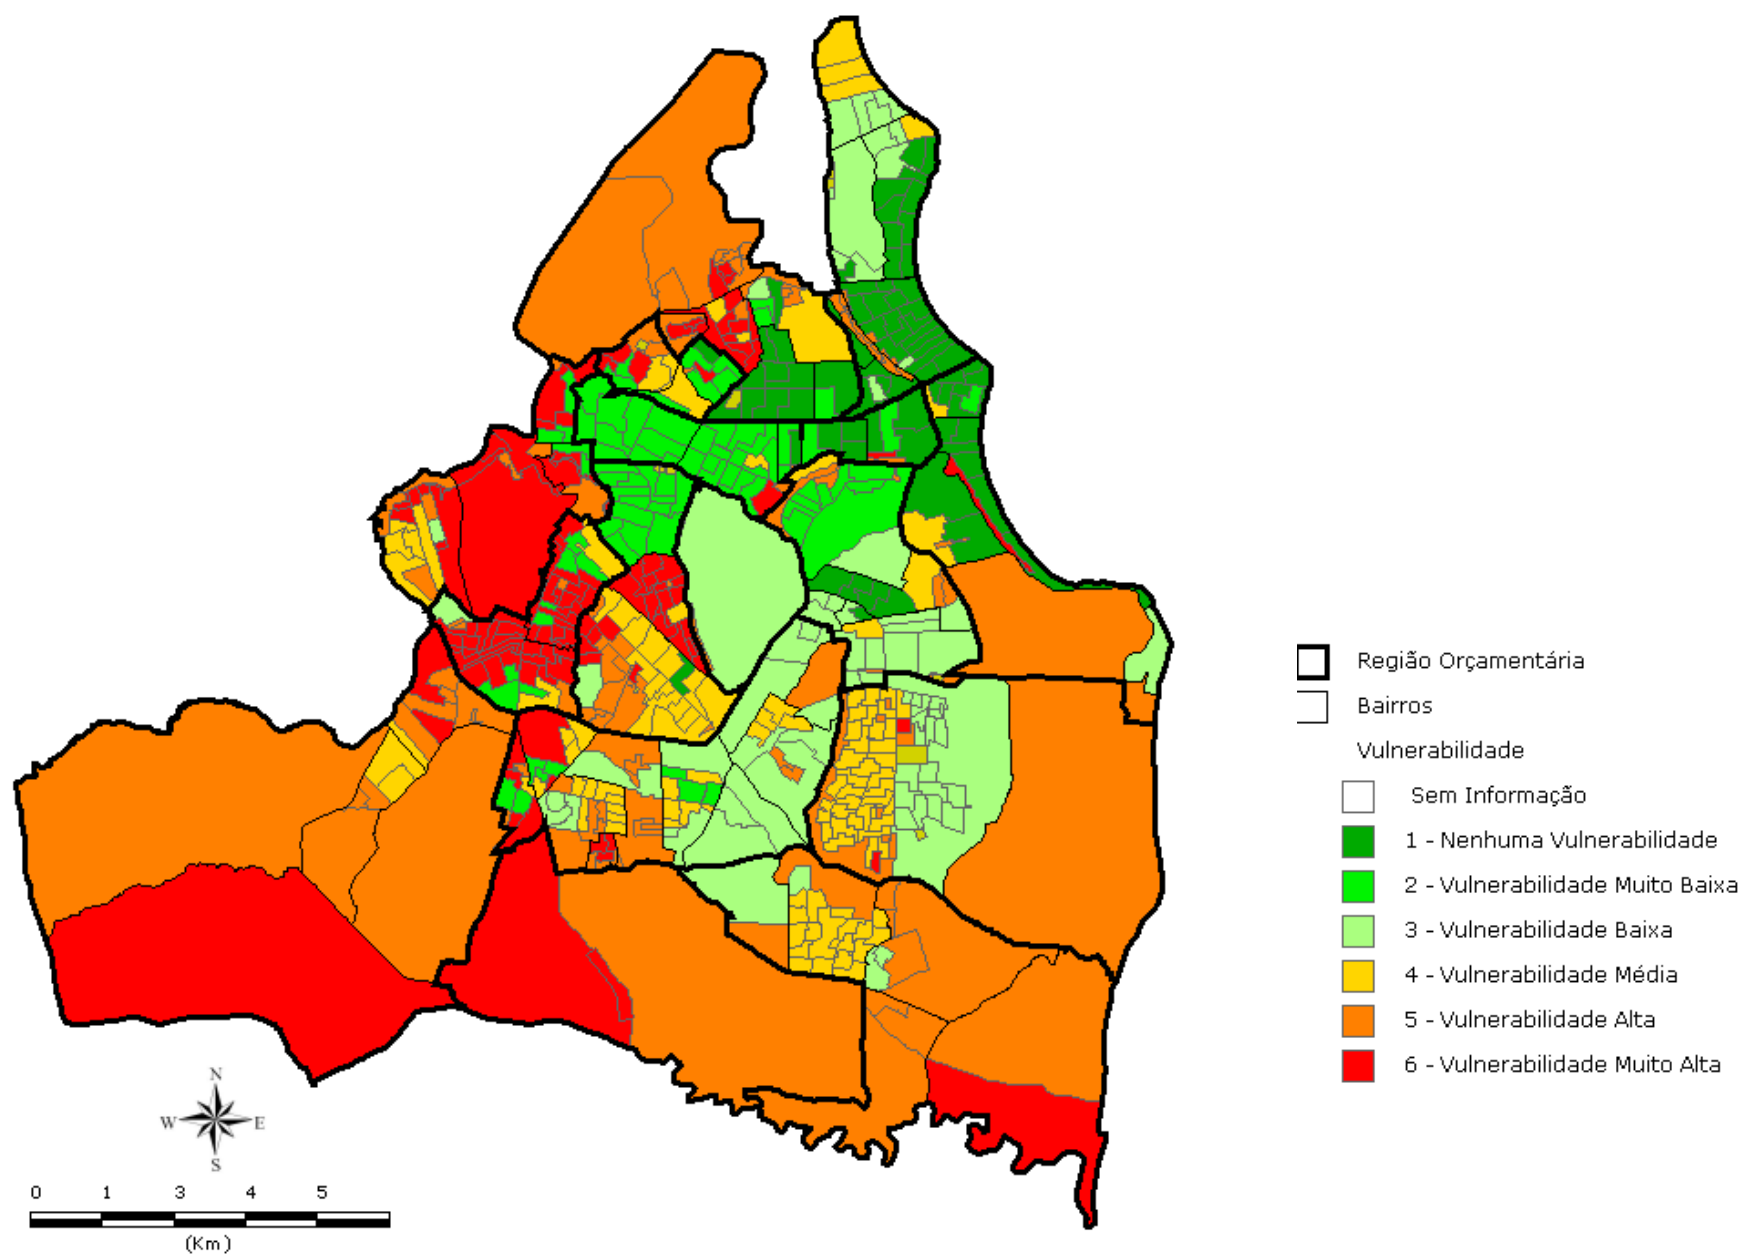 Região Orçamentária
Bairros
Vulnerabilidade
Sem Informação
1 - Nenhuma Vulnerabilidade
2 - Vulnerabilidade Muito Baixa
3 - Vulnerabilidade Baixa
4 - Vulnerabilidade Média
5 - Vulnerabilidade Alta
6 - Vulnerabilidade Muito Alta
N
W E
S
0 1 3 4 5
(Km)